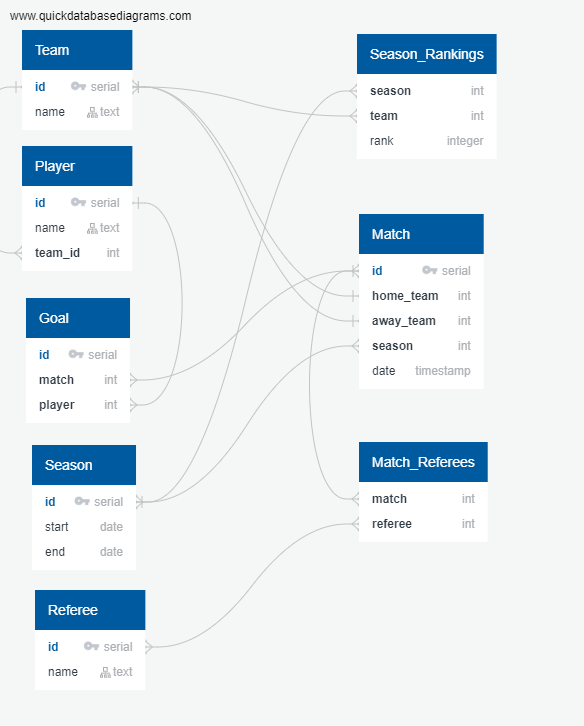 www.quickdatabasediagrams.com
Team
id serial
name text
Player
id serial
name text
team_id int
Goal
id serial
match int
player int
Season
id serial
start date
end date
Referee
id serial
name text
Season_Rankings
season int
team int
rank integer
Match
id serial
home_team int
away_team int
season int
date timestamp
Match_Referees
match int
referee int